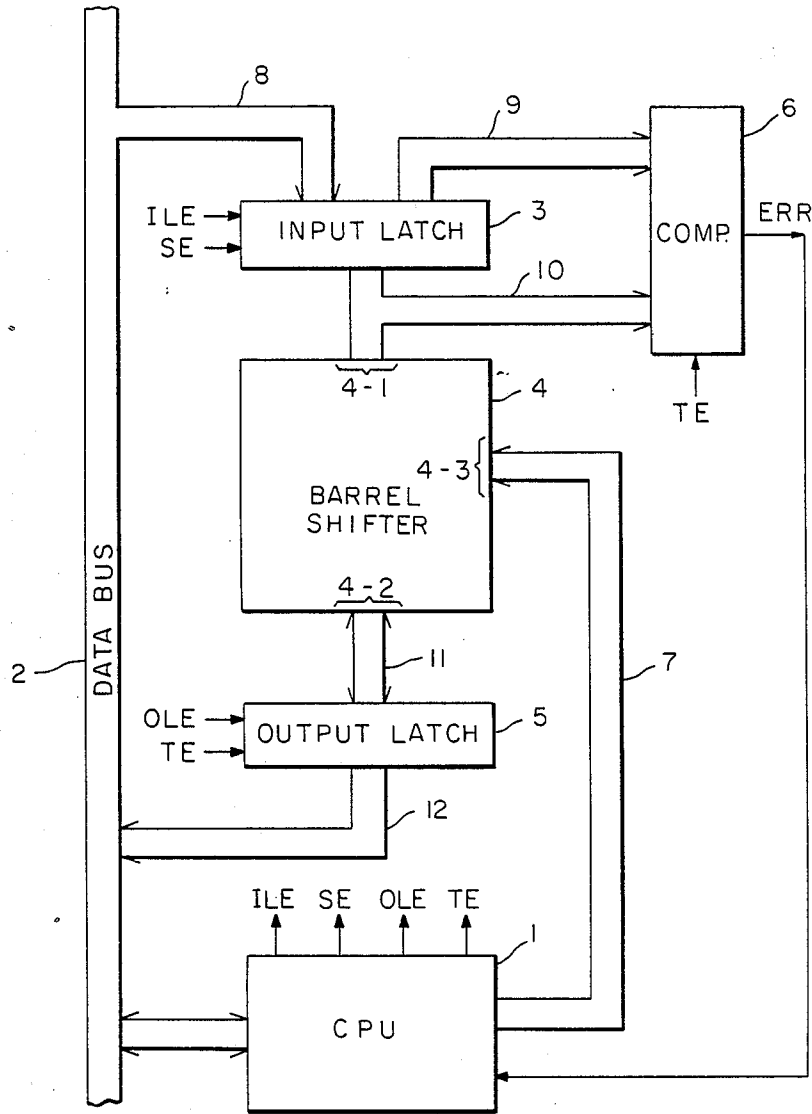 8
9
6
ILE
SE
INPUT LATCH
3
COMP.
ERR
10
4-1
4
TE
4-3
BARREL
SHIFTER
4-2
DATA BUS
2
11
7
OLE
TE
OUTPUT LATCH
5
12
ILE SE OLE TE
1
CPU